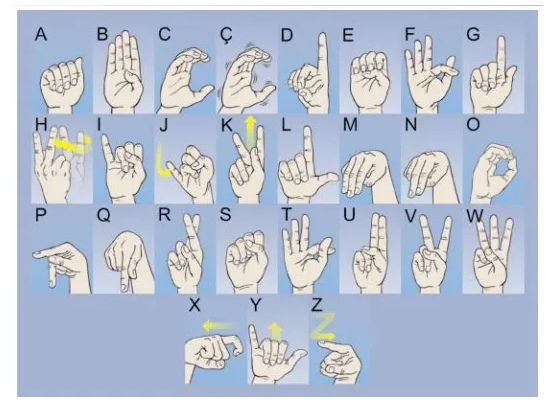 A B C Ç D E F G
H I J K L M N O
P Q R S T U V W
X Y Z